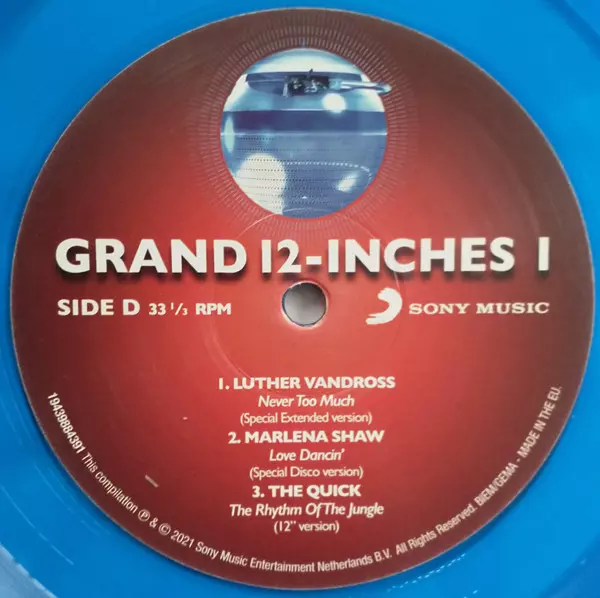 GRAND 12-INCHES 1
SIDE D 33 1/3 RPM
SONY MUSIC
1. LUTHER VANDROSS
Never Too Much
(Special Extended version)
2. MARLENA SHAW
Love Dancin'
(Special Disco version)
3. THE QUICK
The Rhythm Of The Jungle
(12" version)
19439884391 This compilation ℗ & © 2021 Sony Music Entertainment Netherlands B.V. All Rights Reserved. BIEM/GEMA - MADE IN THE EU.